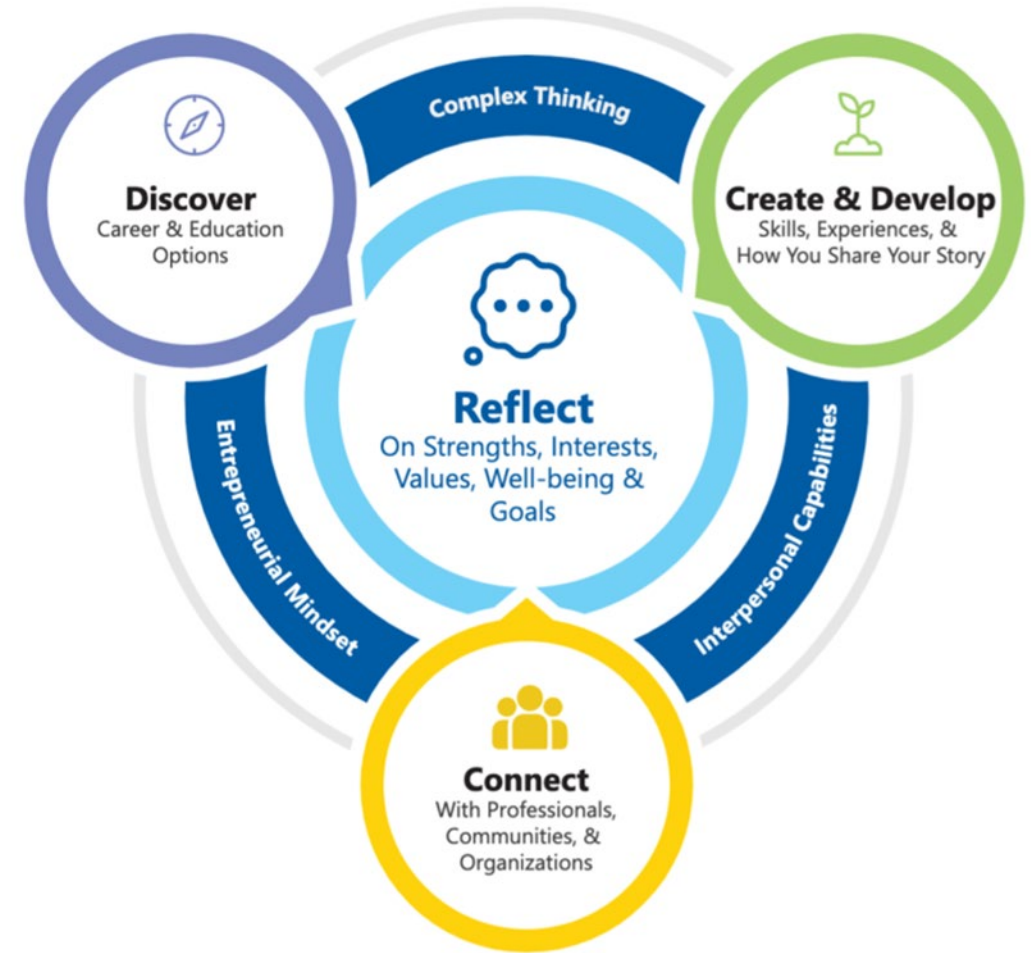 Complex Thinking
Discover
Career & Education
Options
Create & Develop
Skills, Experiences, &
How You Share Your Story
Reflect
On Strengths, Interests,
Values, Well-being &
Goals
Entrepreneurial Mindset
Interpersonal Capabilities
Connect
With Professionals,
Communities, &
Organizations